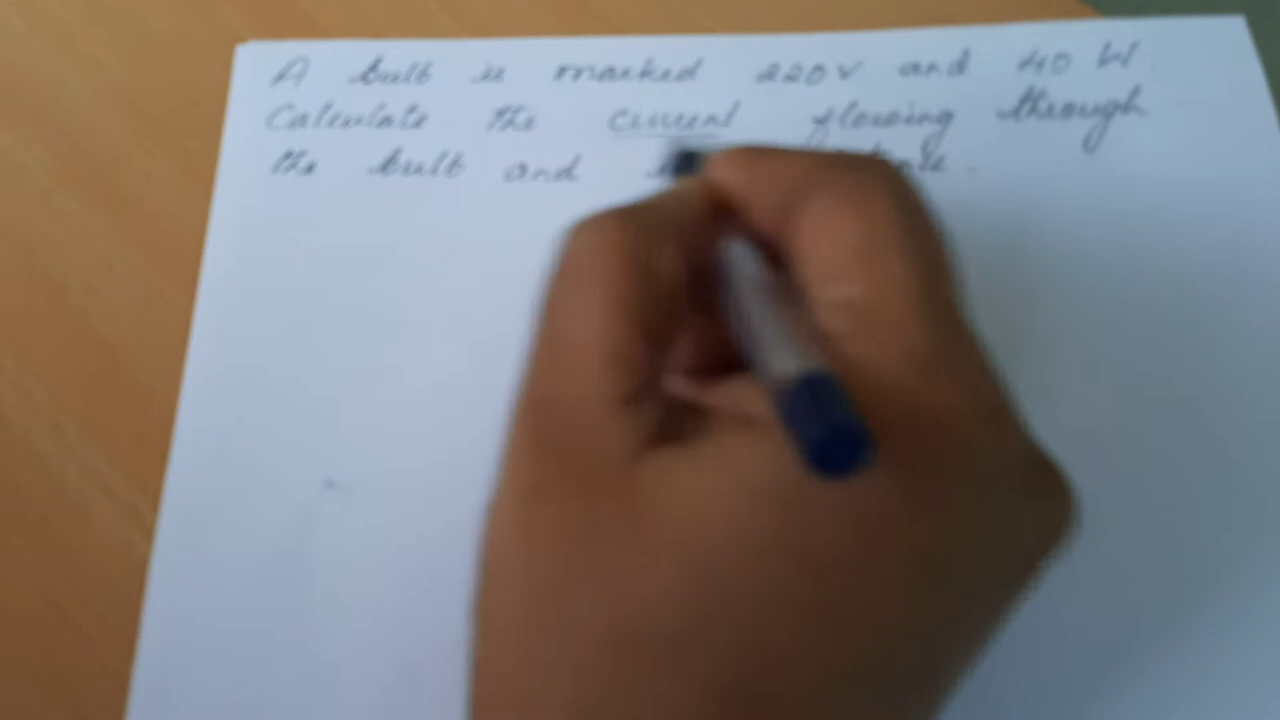 A bulb is marked 220V and 40 W.
Calculate the current flowing through
the bulb and